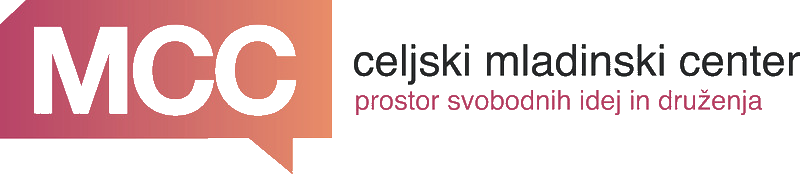 MCC
celjski mladinski center
prostor svobodnih idej in druženja